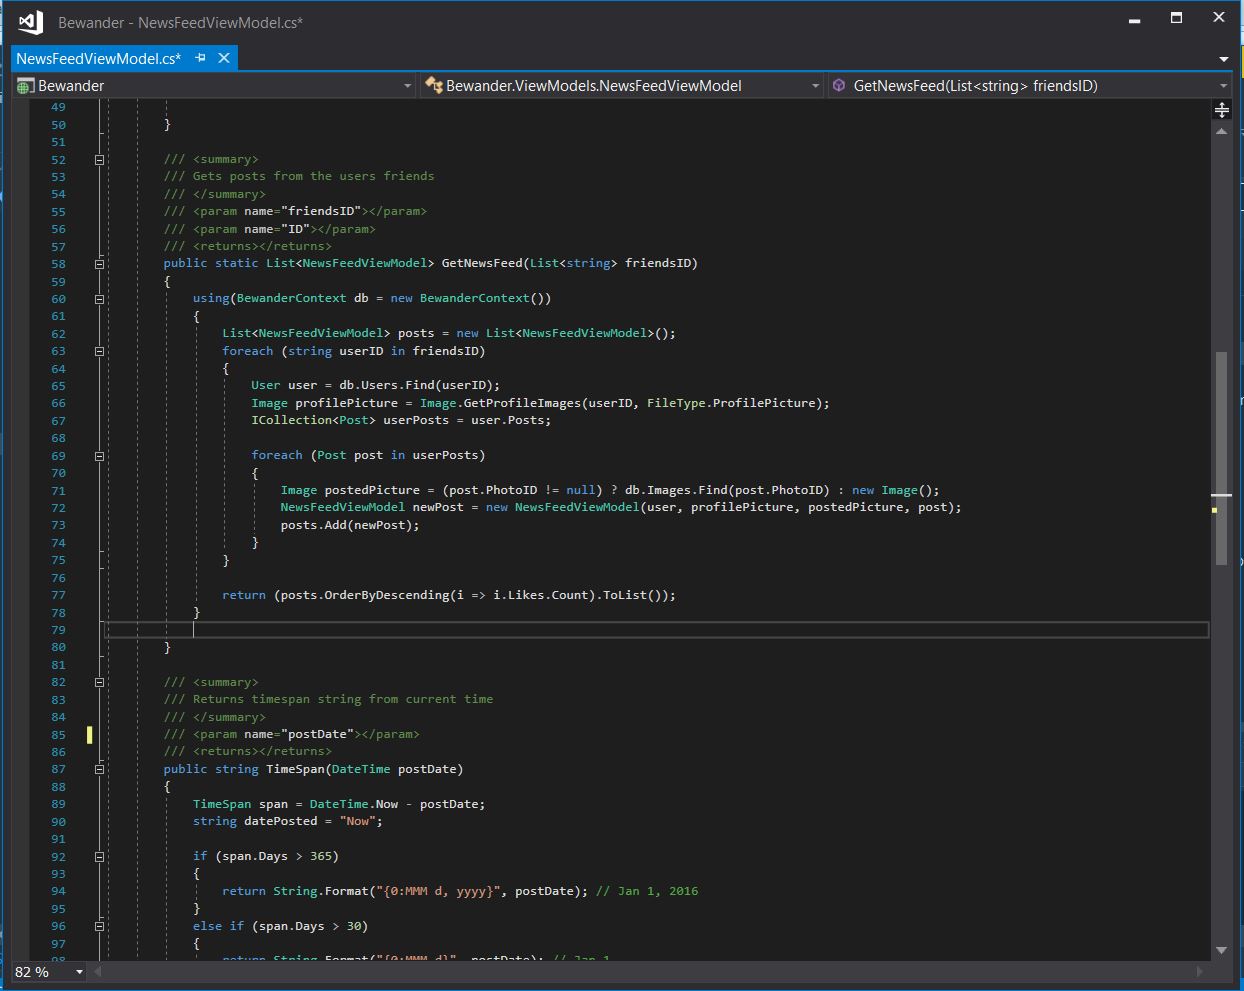 Bewander - NewsFeedViewModel.cs*
NewsFeedViewModel.cs*
Bewander Bewander.ViewModels.NewsFeedViewModel GetNewsFeed(List<string> friendsID)
49
50 }
51
52 /// <summary>
53 /// Gets posts from the users friends
54 /// </summary>
55 /// <param name="friendsID"></param>
56 /// <param name="ID"></param>
57 /// <returns></returns>
58 public static List<NewsFeedViewModel> GetNewsFeed(List<string> friendsID)
59 {
60 using(BewanderContext db = new BewanderContext())
61 {
62 List<NewsFeedViewModel> posts = new List<NewsFeedViewModel>();
63 foreach (string userID in friendsID)
64 {
65 User user = db.Users.Find(userID);
66 Image profilePicture = Image.GetProfileImages(userID, FileType.ProfilePicture);
67 ICollection<Post> userPosts = user.Posts;
68
69 foreach (Post post in userPosts)
70 {
71 Image postedPicture = (post.PhotoID != null) ? db.Images.Find(post.PhotoID) : new Image();
72 NewsFeedViewModel newPost = new NewsFeedViewModel(user, profilePicture, postedPicture, post);
73 posts.Add(newPost);
74 }
75 }
76
77 return (posts.OrderByDescending(i => i.Likes.Count).ToList());
78 }
79
80 }
81
82 /// <summary>
83 /// Returns timespan string from current time
84 /// </summary>
85 /// <param name="postDate"></param>
86 /// <returns></returns>
87 public string TimeSpan(DateTime postDate)
88 {
89 TimeSpan span = DateTime.Now - postDate;
90 string datePosted = "Now";
91
92 if (span.Days > 365)
93 {
94 return String.Format("{0:MMM d, yyyy}", postDate); // Jan 1, 2016
95 }
96 else if (span.Days > 30)
97 {
98 return String.Format("{0:MMM d}", postDate); // Jan 1
82 %